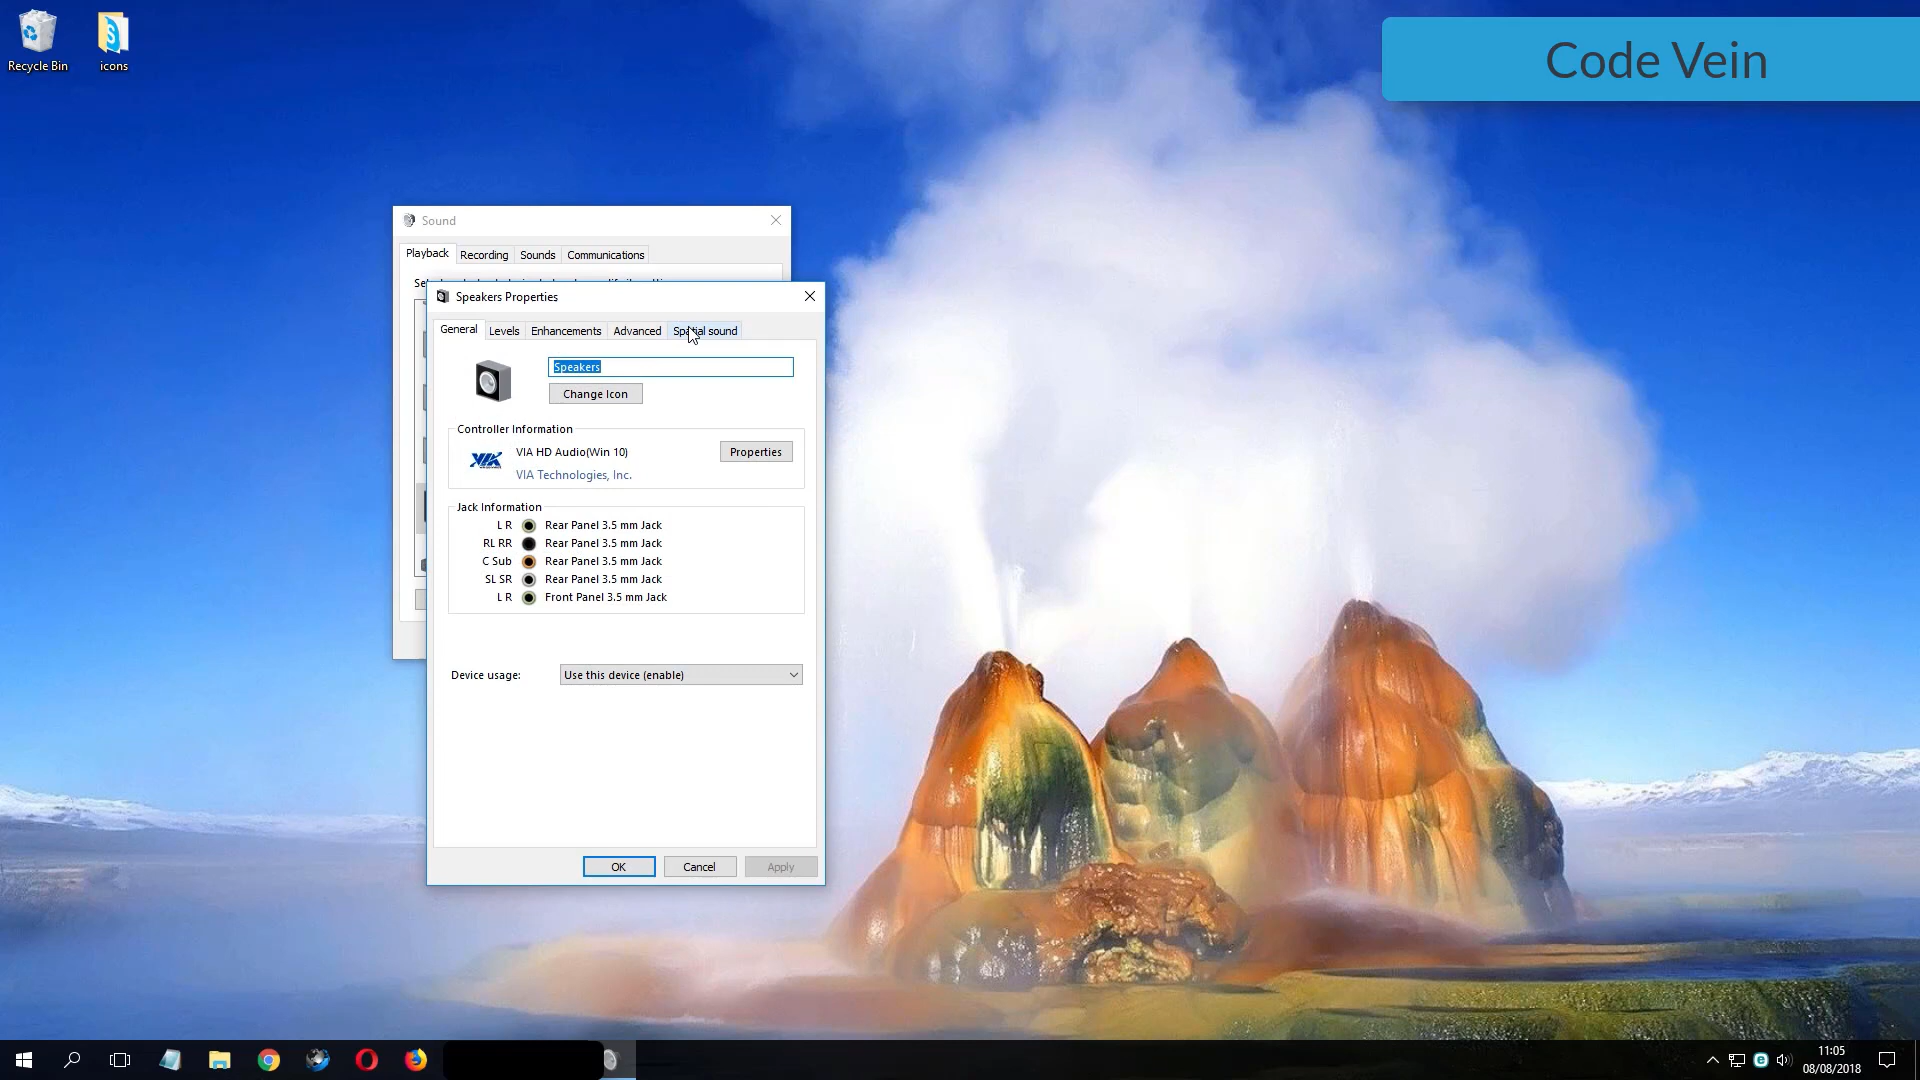 Recycle Bin
icons
Code Vein
Sound
Playback
Recording
Sounds
Communications
Speakers Properties
General
Levels
Enhancements
Advanced
Spatial sound
Speakers
Change Icon
Controller Information
VIA HD Audio(Win 10)
Properties
VIA
VIA Technologies, Inc.
Jack Information
L R Rear Panel 3.5 mm Jack
RL RR Rear Panel 3.5 mm Jack
C Sub Rear Panel 3.5 mm Jack
SL SR Rear Panel 3.5 mm Jack
L R Front Panel 3.5 mm Jack
Device usage:
Use this device (enable)
OK
Cancel
Apply
11:05
08/08/2018